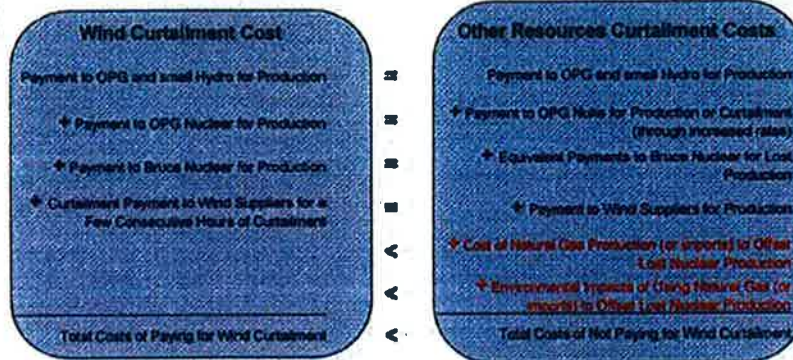 Wind Curtailment Cost
Payment to OPG and small Hydro for Production
+ Payment to OPG Nuclear for Production
+ Payment to Bruce Nuclear for Production
+ Curtailment Payment to Wind Suppliers for a
Few Consecutive Hours of Curtailment
Total Costs of Paying for Wind Curtailment
=
=
=
=
<
<
<
Other Resources Curtailment Costs
Payment to OPG and small Hydro for Production
+ Payment to OPG Nuke for Production or Curtailment
(through increased rates)
+ Equivalent Payments to Bruce Nuclear for Lost
Production
+ Payment to Wind Suppliers for Production
+ Cost of Natural Gas Production (or imports) to Offset
Lost Nuclear Production
+ Environmental Impacts of Using Natural Gas (or
imports) to Offset Lost Nuclear Production
Total Costs of Not Paying for Wind Curtailment